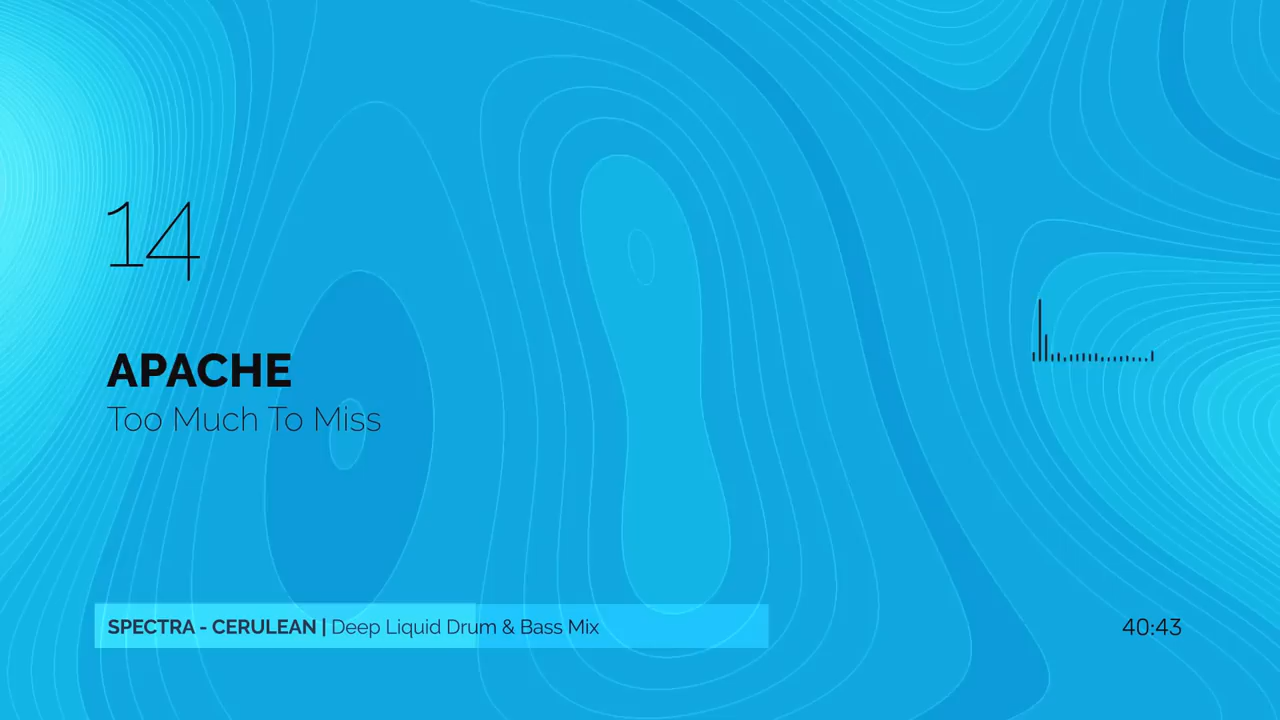 14
APACHE
Too Much To Miss
SPECTRA - CERULEAN | Deep Liquid Drum & Bass Mix
40:43